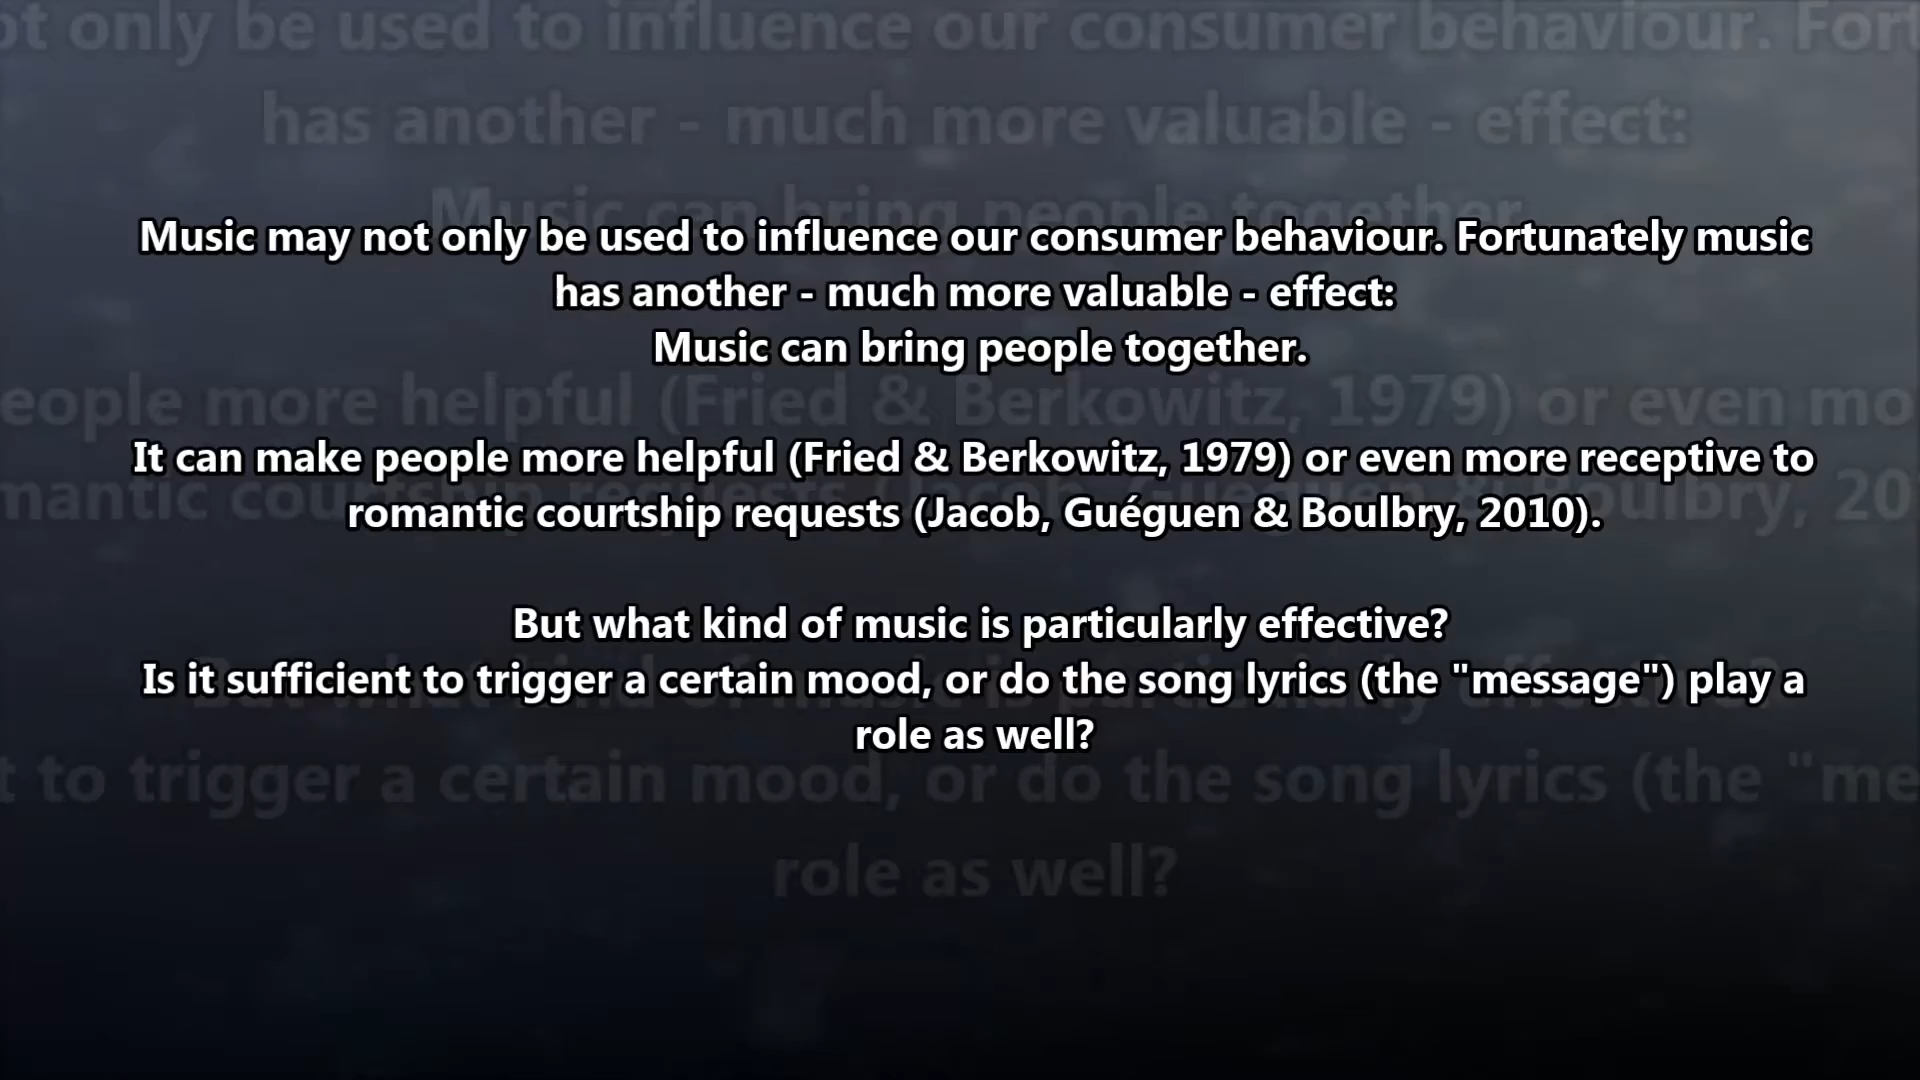 Music may not only be used to influence our consumer behaviour. Fortunately music
has another - much more valuable - effect:
Music can bring people together.
It can make people more helpful (Fried & Berkowitz, 1979) or even more receptive to
romantic courtship requests (Jacob, Guéguen & Boulbry, 2010).
But what kind of music is particularly effective?
Is it sufficient to trigger a certain mood, or do the song lyrics (the "message") play a
role as well?